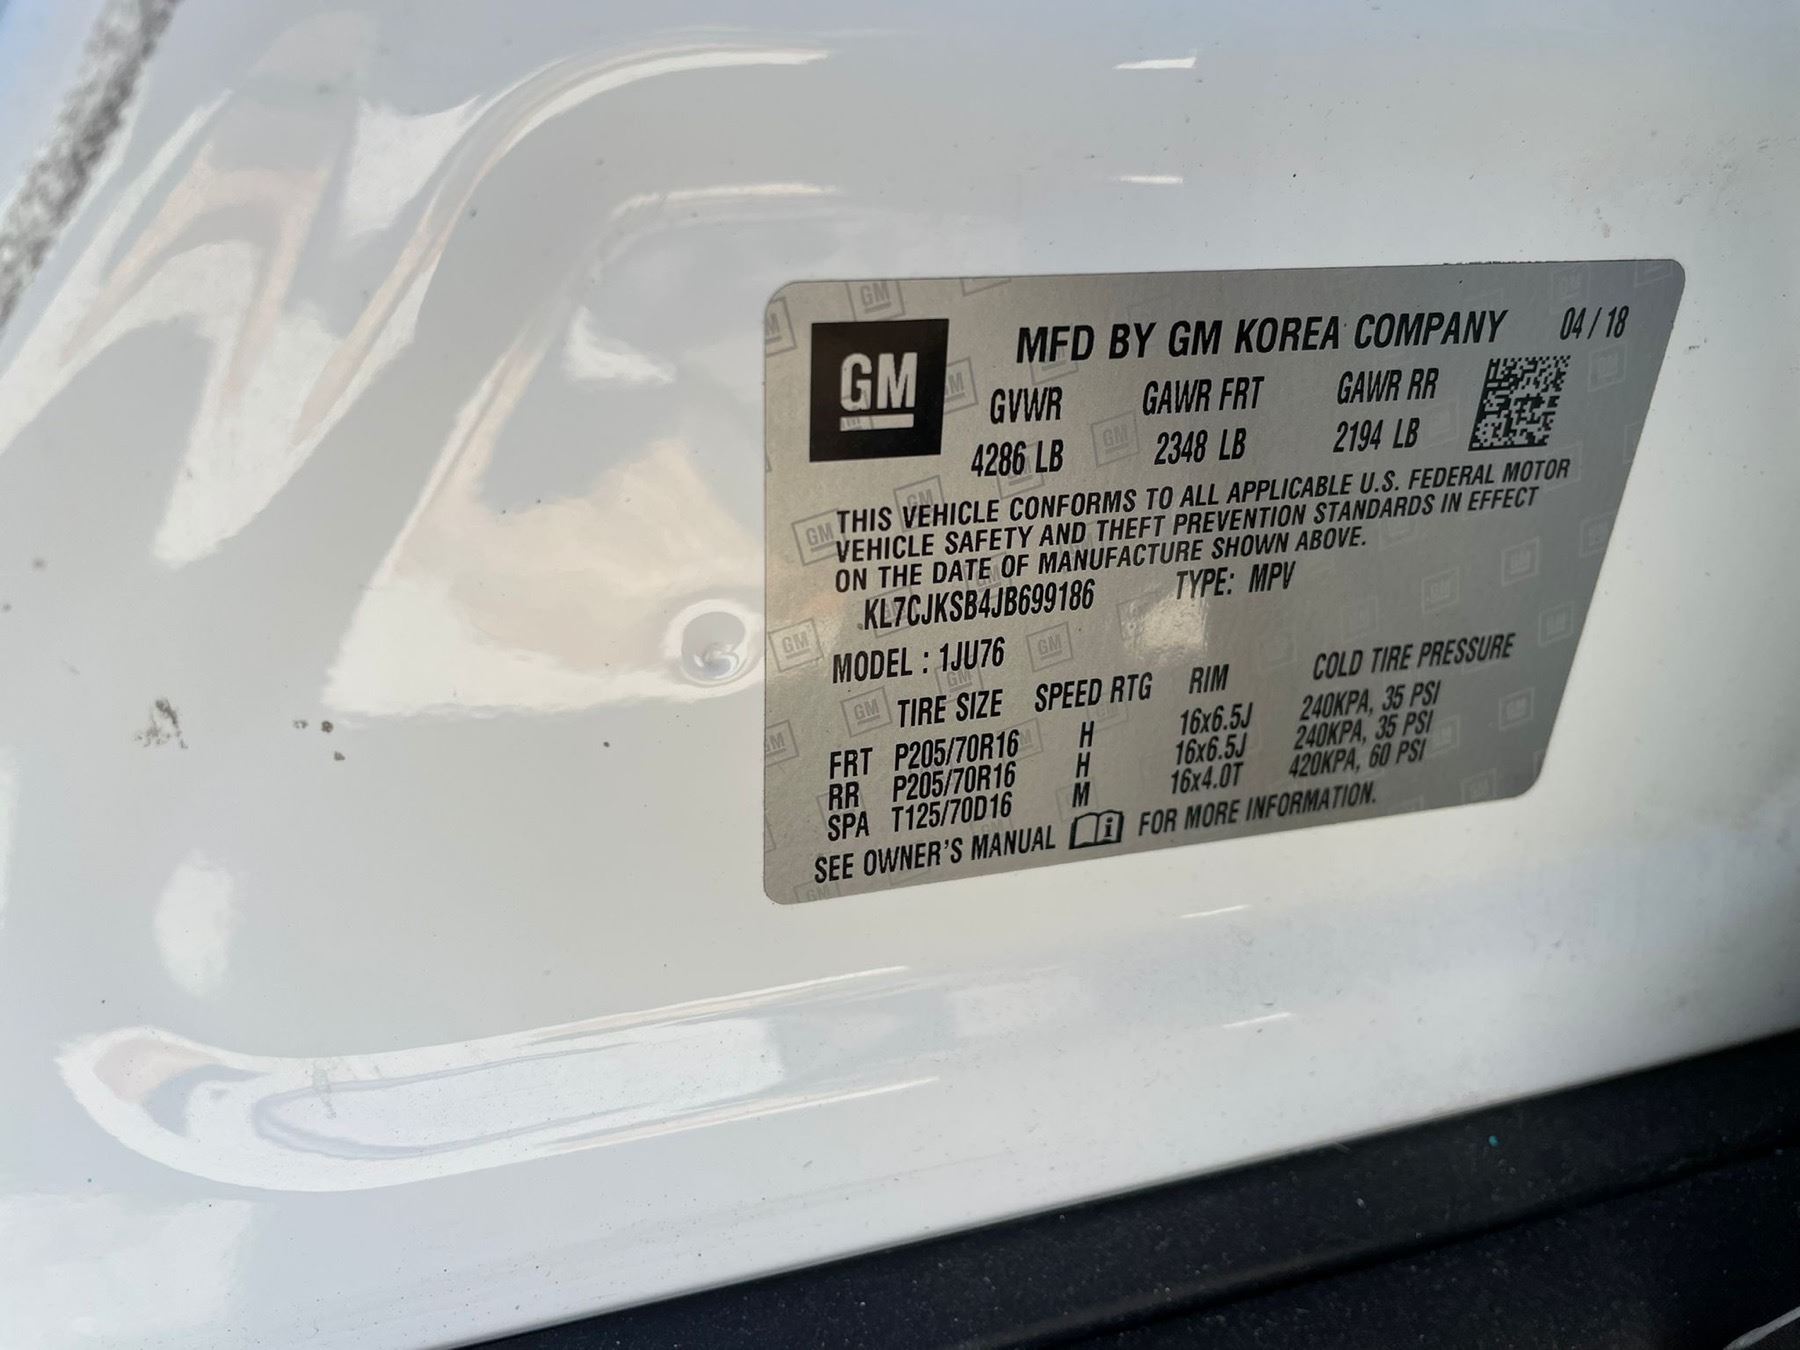 GM
MFD BY GM KOREA COMPANY 04 / 18
GVWR GAWR FRT GAWR RR
4286 LB 2348 LB 2194 LB
THIS VEHICLE CONFORMS TO ALL APPLICABLE U.S. FEDERAL MOTOR
VEHICLE SAFETY AND THEFT PREVENTION STANDARDS IN EFFECT
ON THE DATE OF MANUFACTURE SHOWN ABOVE.
KL7CJKSB4JB699186 TYPE: MPV
MODEL : 1JU76
TIRE SIZE SPEED RTG RIM COLD TIRE PRESSURE
FRT P205/70R16 H 16x6.5J 240KPA, 35 PSI
RR P205/70R16 H 16x6.5J 240KPA, 35 PSI
SPA T125/70D16 M 16x4.0T 420KPA, 60 PSI
SEE OWNER'S MANUAL i FOR MORE INFORMATION.